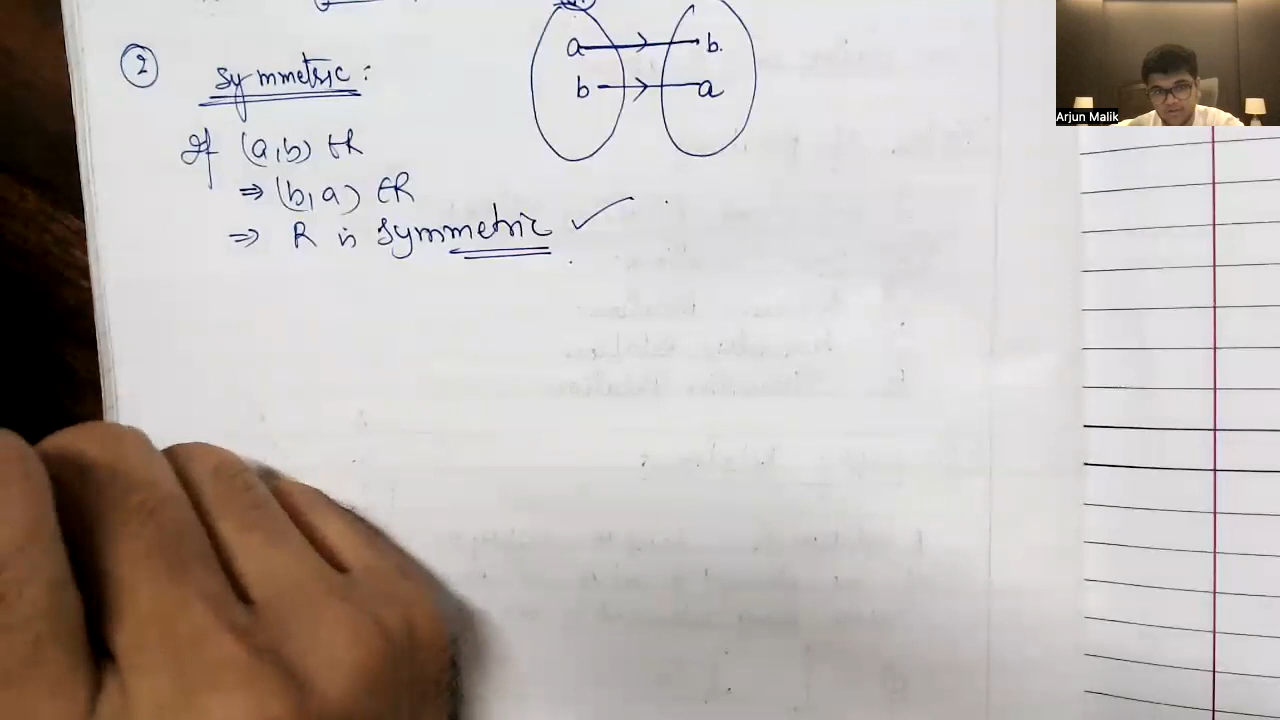 ② Symmetric :
If (a,b) ∈R
⇒ (b,a) ∈R
⇒ R is symmetric ✓
a b.
b a
Arjun Malik